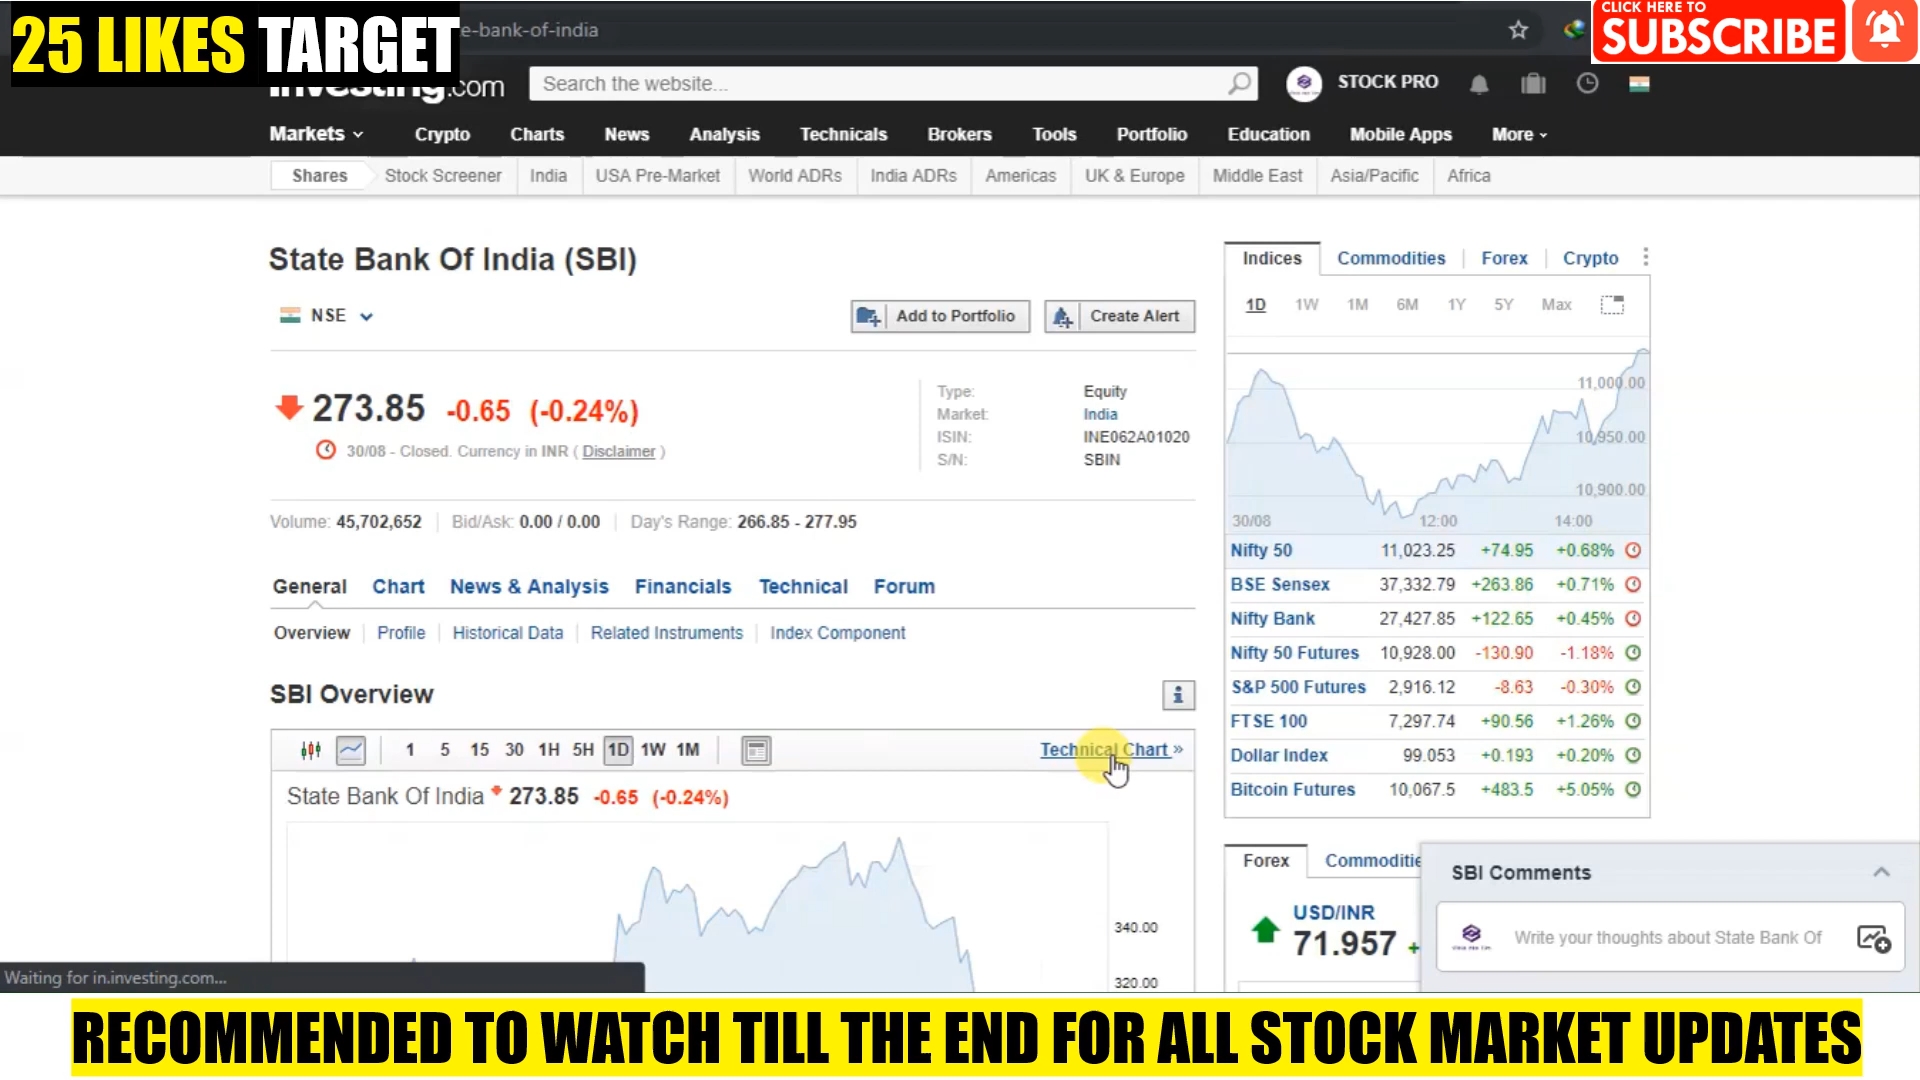 25 LIKES TARGET
e-bank-of-india
CLICK HERE TO
SUBSCRIBE
Investing.com
Search the website...
STOCK PRO
Markets
Crypto
Charts
News
Analysis
Technicals
Brokers
Tools
Portfolio
Education
Mobile Apps
More
Shares
Stock Screener
India
USA Pre-Market
World ADRs
India ADRs
Americas
UK & Europe
Middle East
Asia/Pacific
Africa
State Bank Of India (SBI)
NSE
Add to Portfolio
Create Alert
273.85 -0.65 (-0.24%)
30/08 - Closed. Currency in INR ( Disclaimer )
Type: Equity
Market: India
ISIN: INE062A01020
S/N: SBIN
Volume: 45,702,652
Bid/Ask: 0.00 / 0.00
Day's Range: 266.85 - 277.95
General
Chart
News & Analysis
Financials
Technical
Forum
Overview
Profile
Historical Data
Related Instruments
Index Component
SBI Overview
1 5 15 30 1H 5H 1D 1W 1M
Technical Chart »
State Bank Of India 273.85 -0.65 (-0.24%)
340.00
320.00
Indices
Commodities
Forex
Crypto
1D 1W 1M 6M 1Y 5Y Max
11,000.00
10,950.00
10,900.00
30/08 12:00 14:00
Nifty 50 11,023.25 +74.95 +0.68%
BSE Sensex 37,332.79 +263.86 +0.71%
Nifty Bank 27,427.85 +122.65 +0.45%
Nifty 50 Futures 10,928.00 -130.90 -1.18%
S&P 500 Futures 2,916.12 -8.63 -0.30%
FTSE 100 7,297.74 +90.56 +1.26%
Dollar Index 99.053 +0.193 +0.20%
Bitcoin Futures 10,067.5 +483.5 +5.05%
Forex
Commoditie
USD/INR
71.957 +
SBI Comments
Write your thoughts about State Bank Of
Waiting for in.investing.com...
RECOMMENDED TO WATCH TILL THE END FOR ALL STOCK MARKET UPDATES